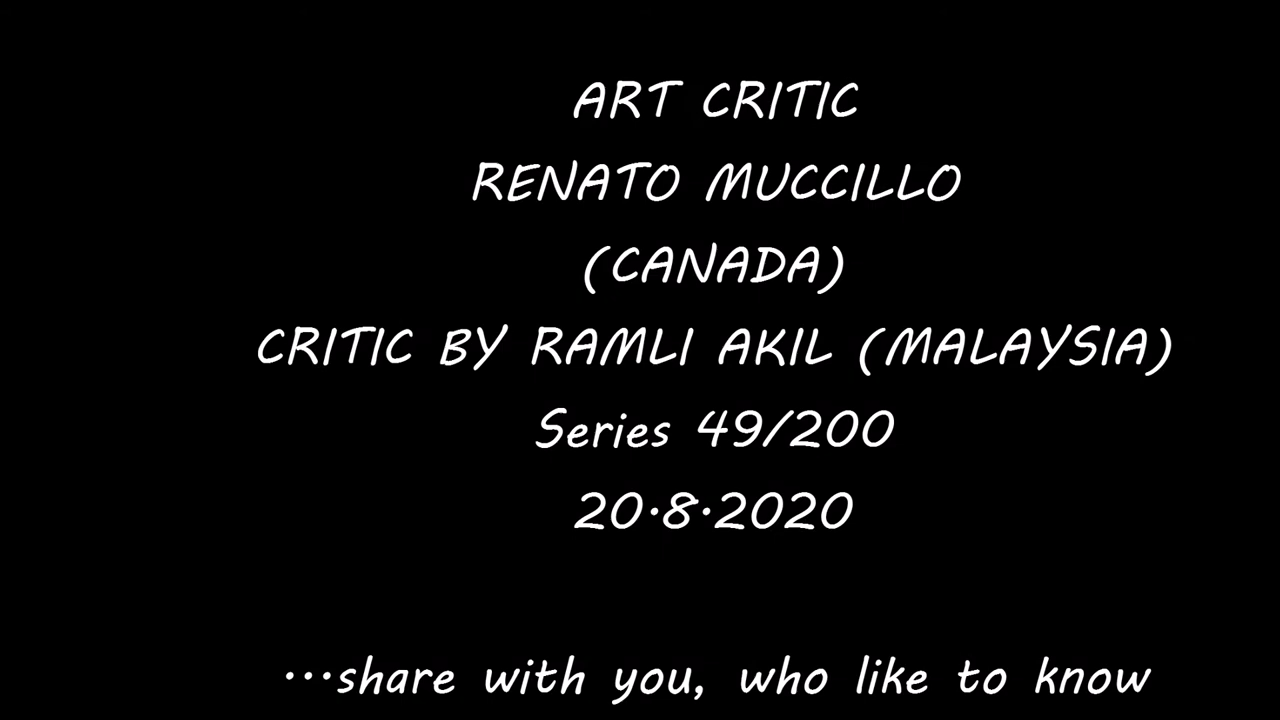 ART CRITIC
RENATO MUCCILLO
(CANADA)
CRITIC BY RAMLI AKIL (MALAYSIA)
Series 49/200
20.8.2020
...share with you, who like to know